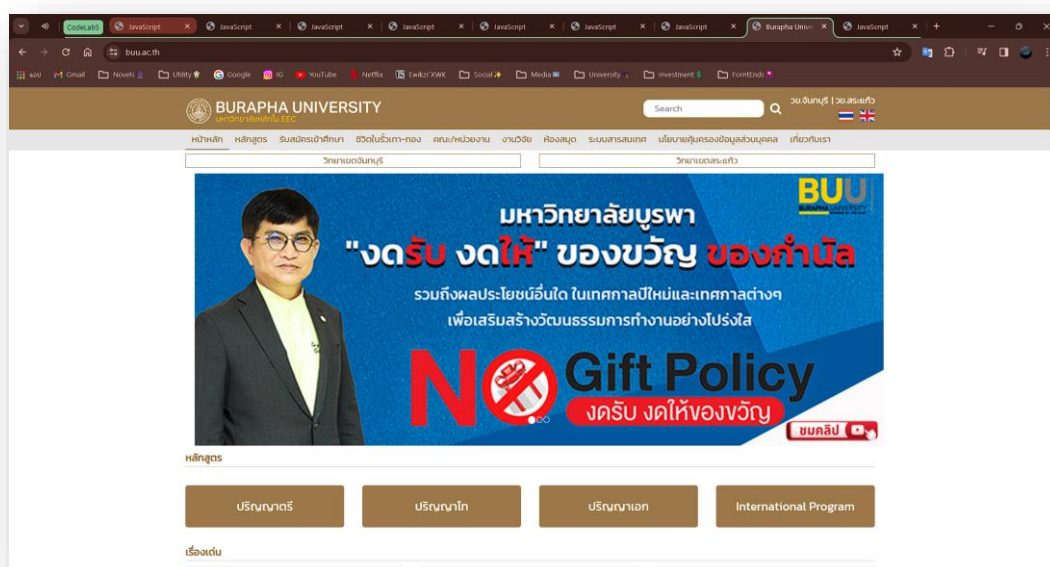 CodeLab5
JavaScript
JavaScript
JavaScript
JavaScript
JavaScript
JavaScript
JavaScript
Burapha Unive
JavaScript
buu.ac.th
แอป
Gmail
Novels
Utility
Google
IG
YouTube
Netflix
Social
Media
University
Investment
FormtEnds
BURAPHA UNIVERSITY
มหาวิทยาลัยหลักใน EEC
Search
วข.จันทบุรี | วข.สระแก้ว
หน้าหลัก หลักสูตร รับสมัครเข้าศึกษา ชีวิตในรั้วเทา-ทอง คณะ/หน่วยงาน งานวิจัย ห้องสมุด ระบบสารสนเทศ นโยบายคุ้มครองข้อมูลส่วนบุคคล เกี่ยวกับเรา
วิทยาเขตจันทบุรี
วิทยาเขตสระแก้ว
BUU
BURAPHA UNIVERSITY
มหาวิทยาลัยบูรพา
"งดรับ งดให้" ของขวัญ ของกำนัล
รวมถึงผลประโยชน์อื่นใด ในเทศกาลปีใหม่และเทศกาลต่างๆ
เพื่อเสริมสร้างวัฒนธรรมการทำงานอย่างโปร่งใส
NO Gift Policy
งดรับ งดให้ของขวัญ
ชมคลิป
หลักสูตร
ปริญญาตรี
ปริญญาโท
ปริญญาเอก
International Program
เรื่องเด่น